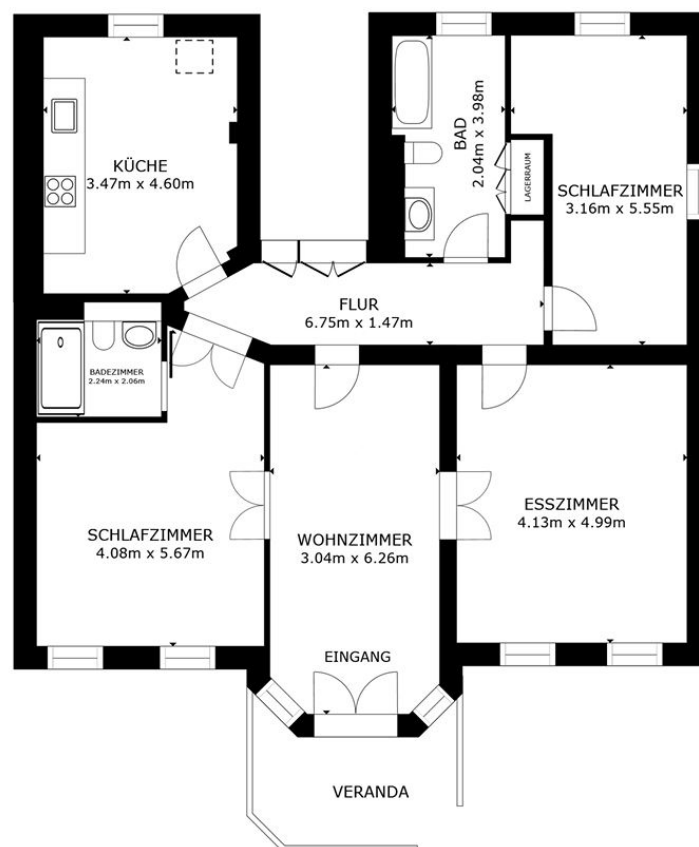 KÜCHE
3.47m x 4.60m
BAD
2.04m x 3.98m
LAGERRAUM
SCHLAFZIMMER
3.16m x 5.55m
FLUR
6.75m x 1.47m
BADEZIMMER
2.24m x 2.06m
SCHLAFZIMMER
4.08m x 5.67m
WOHNZIMMER
3.04m x 6.26m
ESSZIMMER
4.13m x 4.99m
EINGANG
VERANDA